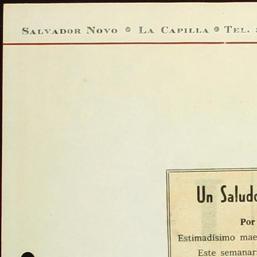 SALVADOR NOVO ® LA CAPILLA ® TEL.
Un Saludo
Por
Estimadísimo mae
Este semanar